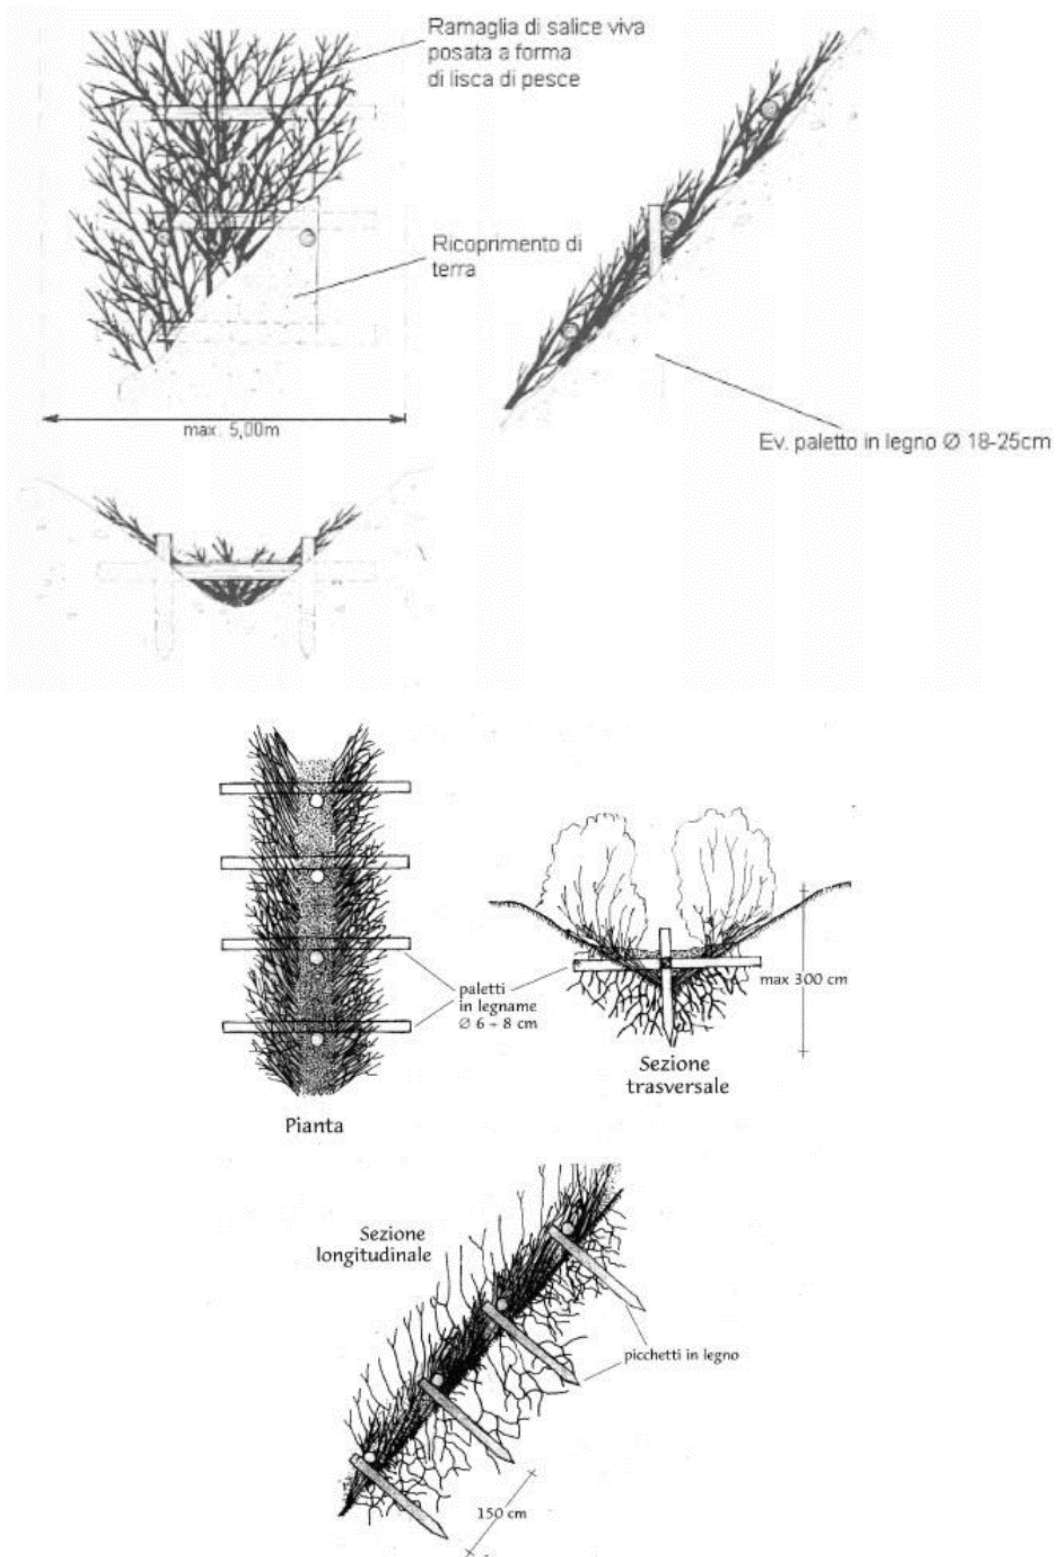 Ramaglia di salice viva
posata a forma
di lisca di pesce
Ricoprimento di
terra
max. 5,00m
Ev. paletto in legno Ø 18-25cm
paletti
in legname
Ø 6 ÷ 8 cm
max 300 cm
Sezione
trasversale
Pianta
Sezione
longitudinale
picchetti in legno
150 cm